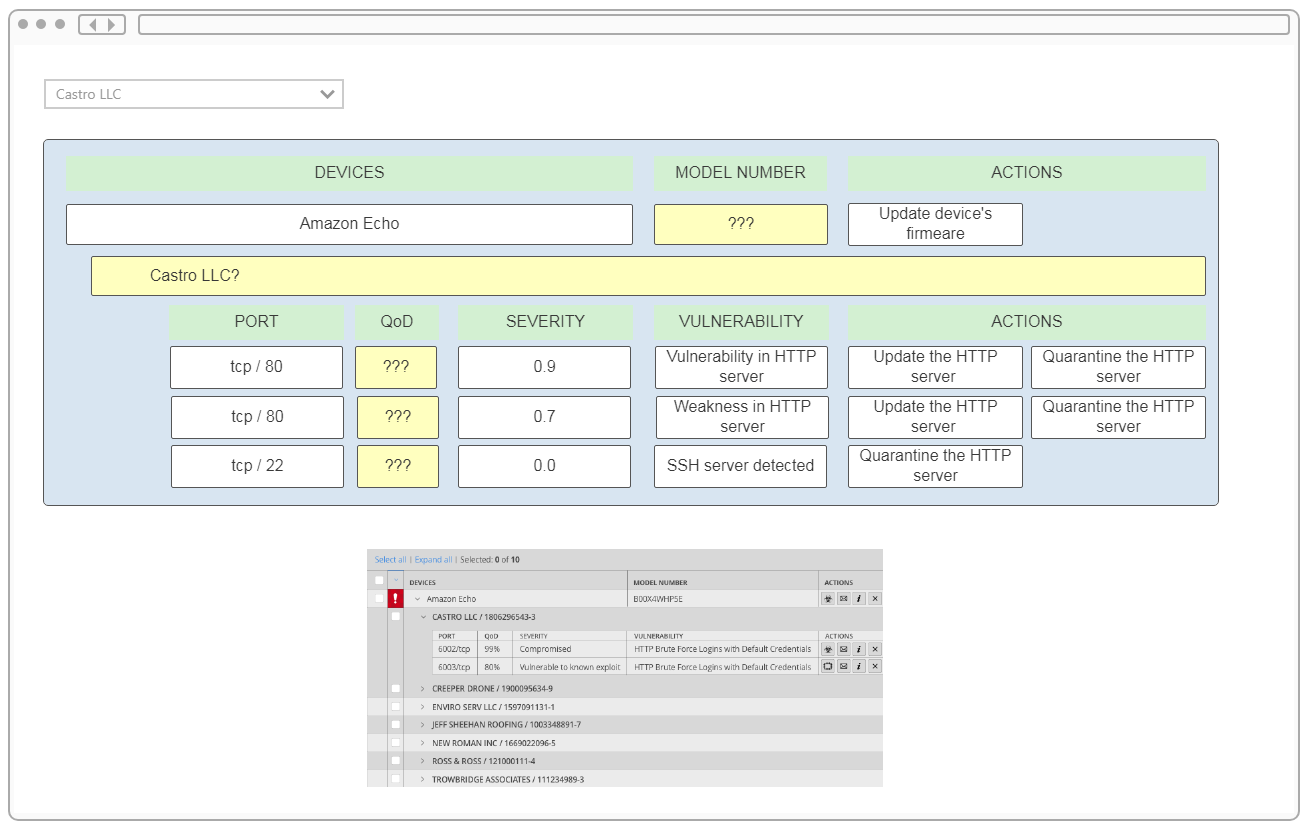 Castro LLC
DEVICES MODEL NUMBER ACTIONS
Amazon Echo ??? Update device's
firmeare
Castro LLC?
PORT QoD SEVERITY VULNERABILITY ACTIONS
tcp / 80 ??? 0.9 Vulnerability in HTTP
server Update the HTTP
server Quarantine the HTTP
server
tcp / 80 ??? 0.7 Weakness in HTTP
server Update the HTTP
server Quarantine the HTTP
server
tcp / 22 ??? 0.0 SSH server detected Quarantine the HTTP
server
Select all | Expand all | Selected: 0 of 10
DEVICES MODEL NUMBER ACTIONS
Amazon Echo B00X4WHP5E
CASTRO LLC / 1806296543-3
PORT QoD SEVERITY VULNERABILITY ACTIONS
6002/tcp 99% Compromised HTTP Brute Force Logins with Default Credentials
6003/tcp 80% Vulnerable to known exploit HTTP Brute Force Logins with Default Credentials
CREEPER DRONE / 1900095634-9
ENVIRO SERV LLC / 1597091131-1
JEFF SHEEHAN ROOFING / 1003348891-7
NEW ROMAN INC / 1669022096-5
ROSS & ROSS / 121000111-4
TROWBRIDGE ASSOCIATES / 111234989-3